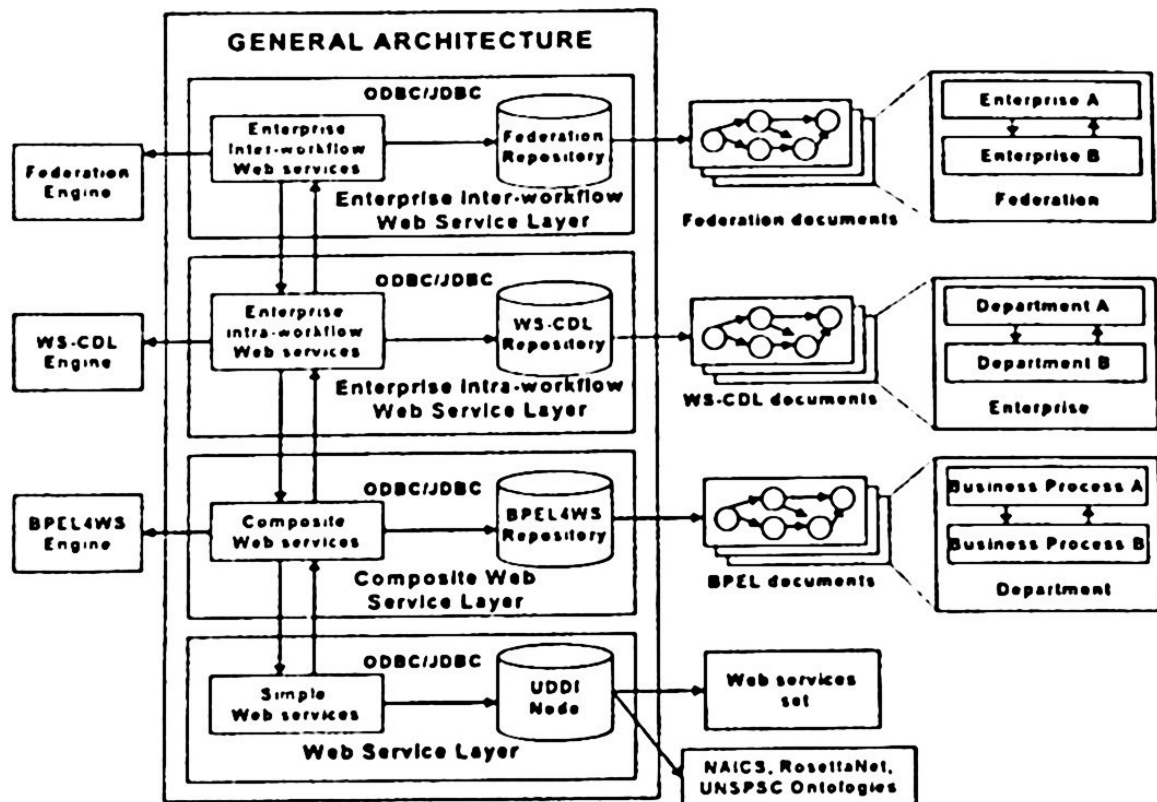 GENERAL ARCHITECTURE
ODBC/JDBC
Enterprise
Inter-workflow
Web services
Federation
Repository
Enterprise Inter-workflow
Web Service Layer
Federation
Engine
Federation documents
Enterprise A
Enterprise B
Federation
ODBC/JDBC
Enterprise
Intra-workflow
Web services
WS-CDL
Repository
Enterprise Intra-workflow
Web Service Layer
WS-CDL
Engine
WS-CDL documents
Department A
Department B
Enterprise
ODBC/JDBC
Composite
Web services
BPEL4WS
Repository
Composite Web
Service Layer
BPEL4WS
Engine
BPEL documents
Business Process A
Business Process B
Department
ODBC/JDBC
Simple
Web services
UDDI
Node
Web Service Layer
Web services
set
NAICS, RosettaNet,
UNSPSC Ontologies